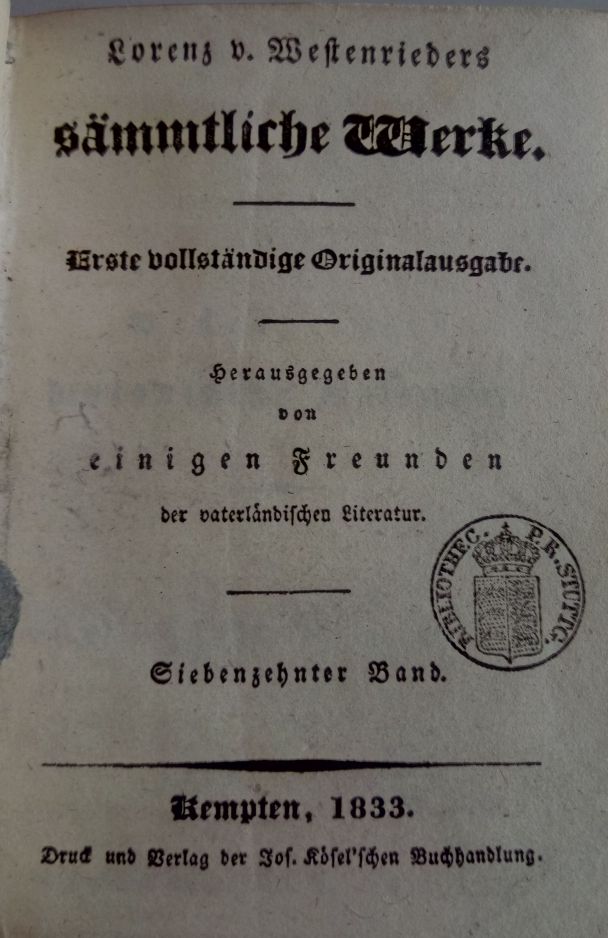 Lorenz v. Westenrieders
sämmtliche Werke.
Erste vollständige Originalausgabe.
Herausgegeben
von
einigen Freunden
der vaterländischen Literatur.
BIBLIOTHEC. P. R. STUTTG.
Siebenzehnter Band.
Kempten, 1833.
Druck und Verlag der Jos. Kösel'schen Buchhandlung.